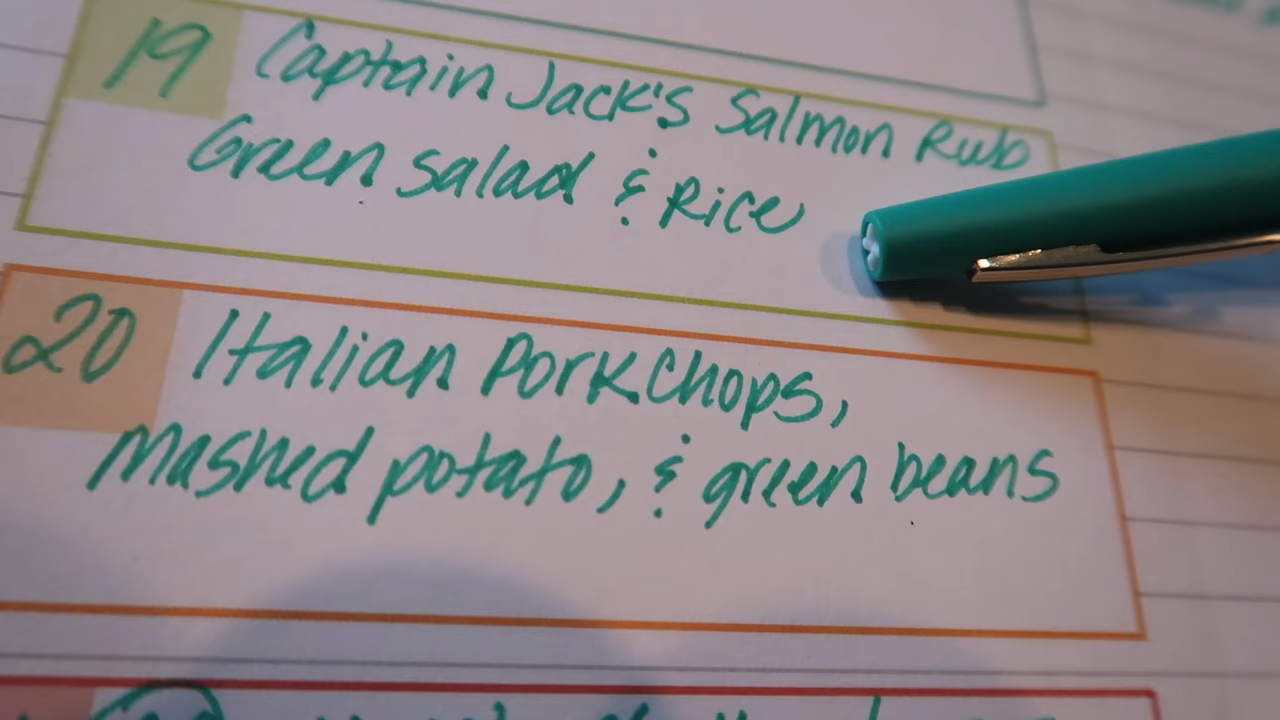 19 Captain Jack's Salmon Rub
Green Salad & Rice
20 Italian Pork Chops,
Mashed potato, & green beans